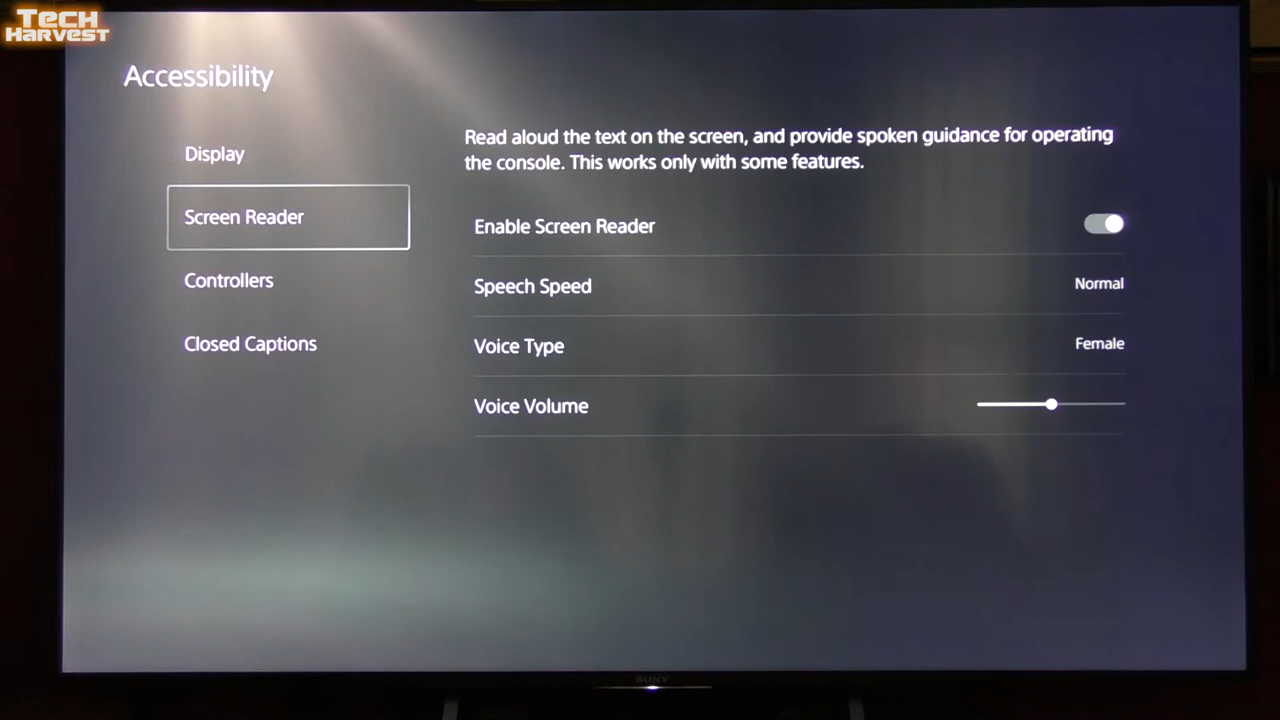 TECH
HARVEST
Accessibility
Display
Screen Reader
Controllers
Closed Captions
Read aloud the text on the screen, and provide spoken guidance for operating
the console. This works only with some features.
Enable Screen Reader
Speech Speed Normal
Voice Type Female
Voice Volume
SONY